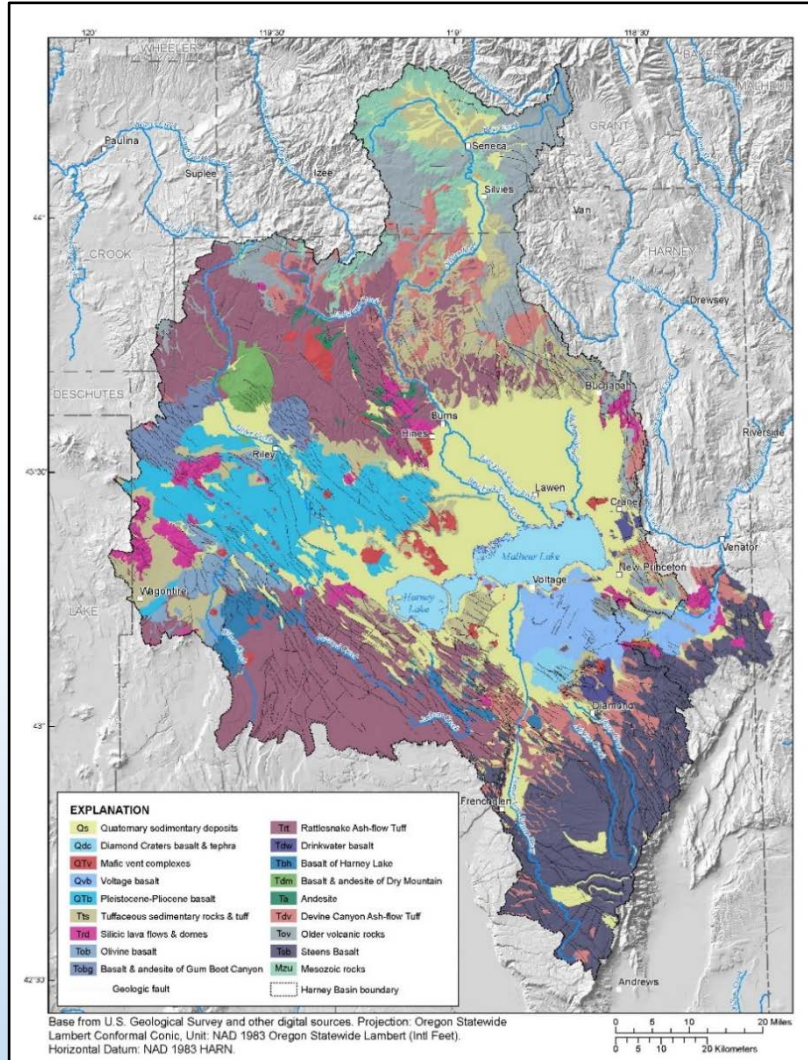 120°
119°30'
119°
118°30'
WHEELER
BAKER
MALHEUR
GRANT
Paulina
Suplee
Izee
Seneca
Silvies
Van
44°
CROOK
HARNEY
Drewsey
DESCHUTES
Buchanan
Burns
Hines
Riverside
Riley
43°30'
Lawen
Crane
Malheur Lake
Venator
New Princeton
Voltage
Harney
Lake
LAKE
Wagontire
43°
Diamond
Frenchglen
EXPLANATION
Qs Quaternary sedimentary deposits
Qdc Diamond Craters basalt & tephra
QTv Mafic vent complexes
Qvb Voltage basalt
QTb Pleistocene-Pliocene basalt
Tts Tuffaceous sedimentary rocks & tuff
Trd Silicic lava flows & domes
Tob Olivine basalt
Tobg Basalt & andesite of Gum Boot Canyon
Geologic fault
Trt Rattlesnake Ash-flow Tuff
Tdw Drinkwater basalt
Tbh Basalt of Harney Lake
Tdm Basalt & andesite of Dry Mountain
Ta Andesite
Tdv Devine Canyon Ash-flow Tuff
Tov Older volcanic rocks
Tsb Steens Basalt
Mzu Mesozoic rocks
Harney Basin boundary
42°30'
Andrews
Base from U.S. Geological Survey and other digital sources. Projection: Oregon Statewide
Lambert Conformal Conic, Unit: NAD 1983 Oregon Statewide Lambert (Intl Feet).
Horizontal Datum: NAD 1983 HARN.
0 5 10 20 Miles
0 5 10 20 Kilometers